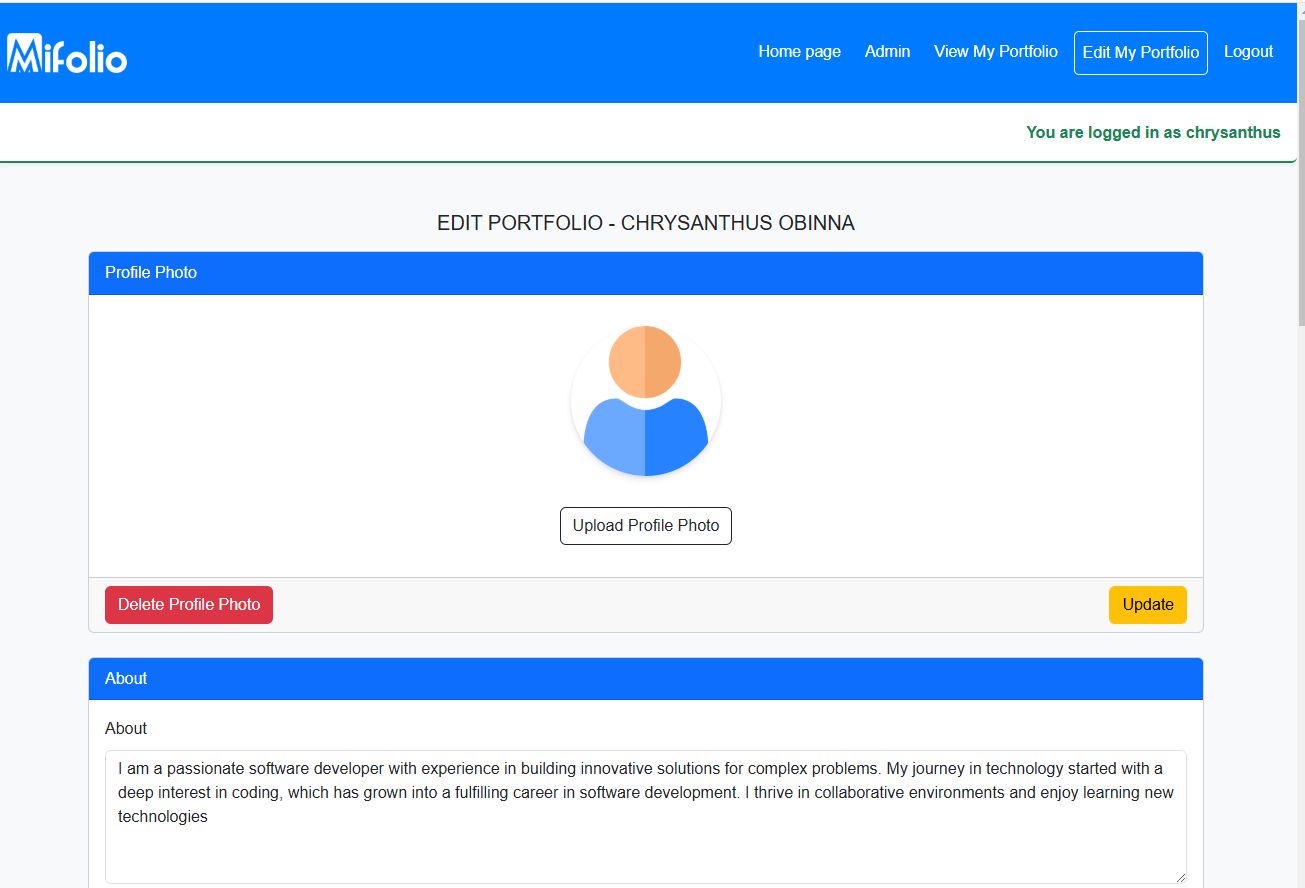 Mifolio
Home page Admin View My Portfolio Edit My Portfolio Logout
You are logged in as chrysanthus
EDIT PORTFOLIO - CHRYSANTHUS OBINNA
Profile Photo
Upload Profile Photo
Delete Profile Photo Update
About
About
I am a passionate software developer with experience in building innovative solutions for complex problems. My journey in technology started with a
deep interest in coding, which has grown into a fulfilling career in software development. I thrive in collaborative environments and enjoy learning new
technologies